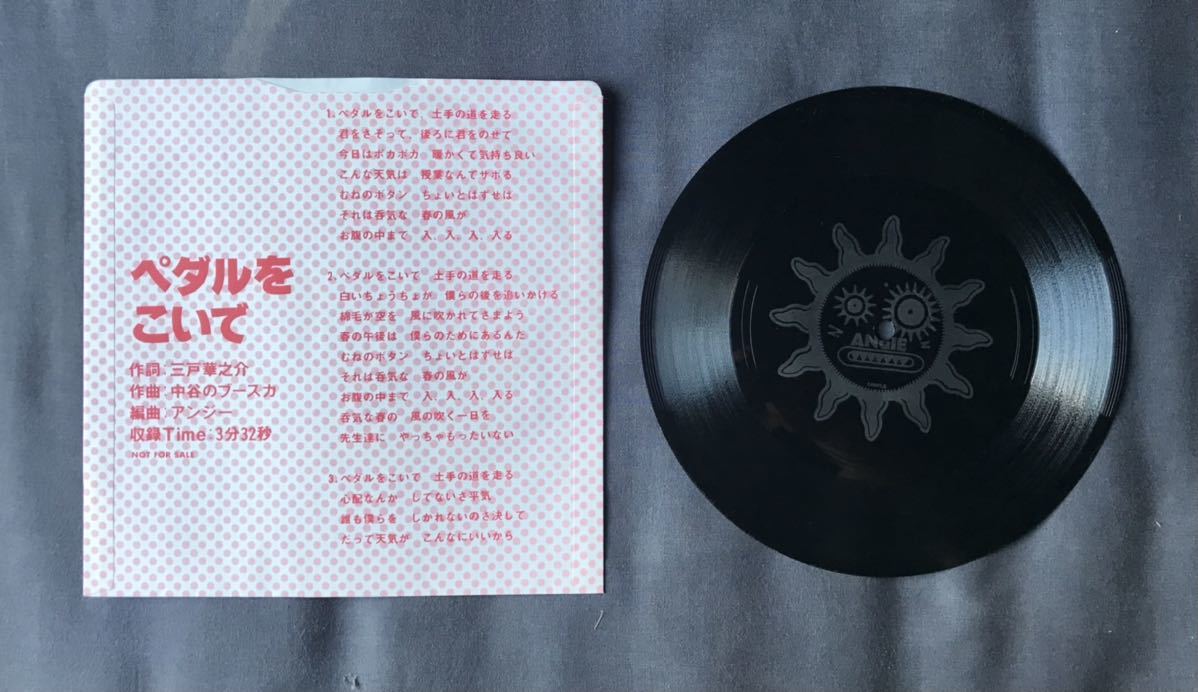 ペダルを
こいで
作詞:三戸華之介
作曲:中谷のブースカ
編曲:アンジー
収録Time:3分32秒
NOT FOR SALE
1.ペダルをこいで、土手の道を走る
君をさそって、後ろに君をのせて
今日はポカポカ 暖かくて気持ち良い
こんな天気は 授業なんてサボる
むねのボタン ちょいとはずせば
それは呑気な 春の風が
お腹の中まで 入、入、入、入る
2.ペダルをこいで 土手の道を走る
白いちょうちょが 僕らの後を追いかける
綿毛が空を 風に吹かれてさまよう
春の午後は 僕らのためにあるんだ
むねのボタン ちょいとはずせば
それは呑気な 春の風が
お腹の中まで 入、入、入、入る
呑気な春の 風の吹く一日を
先生達に やっちゃもったいない
3.ペダルをこいで 土手の道を走る
心配なんか してないさ平気
誰も僕らを しかれないのさ決して
だって天気が こんなにいいから
ANGIE